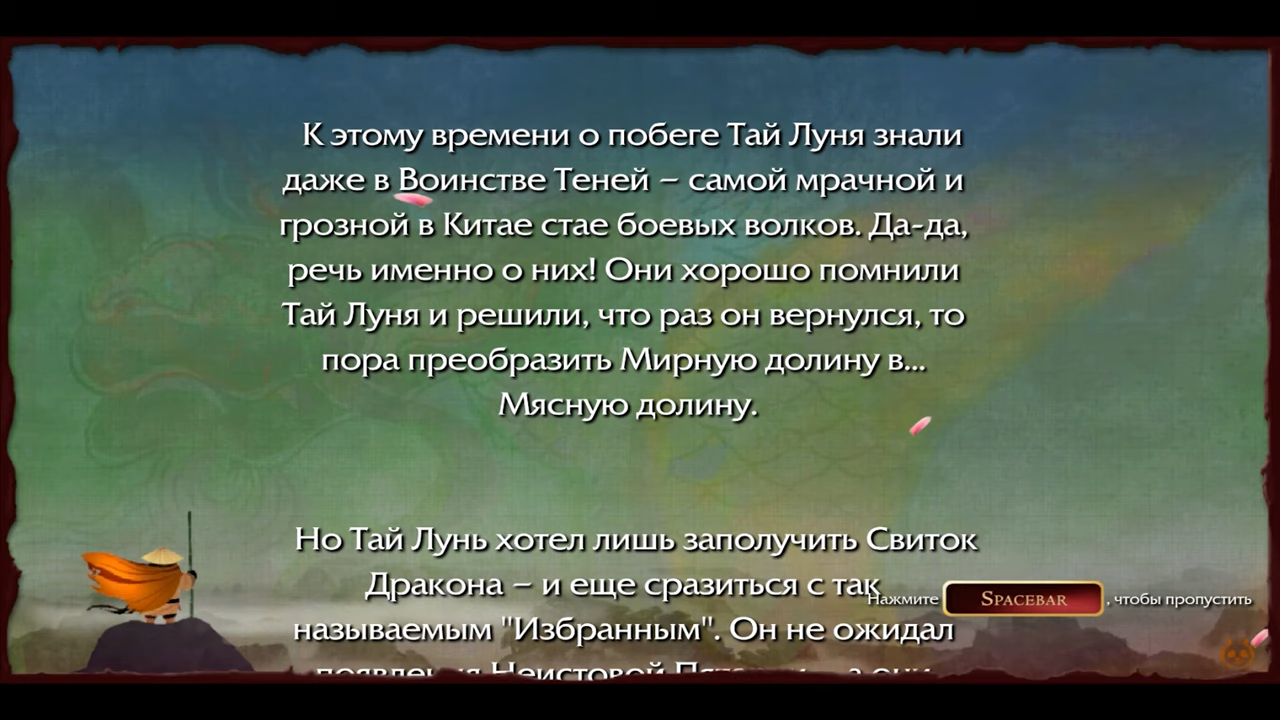 К этому времени о побеге Тай Луня знали
даже в Воинстве Теней – самой мрачной и
грозной в Китае стае боевых волков. Да-да,
речь именно о них! Они хорошо помнили
Тай Луня и решили, что раз он вернулся, то
пора преобразить Мирную долину в...
Мясную долину.
Но Тай Лунь хотел лишь заполучить Свиток
Дракона – и еще сразиться с так
Нажмите SPACEBAR , чтобы пропустить
называемым "Избранным". Он не ожидал
появления Неистовой